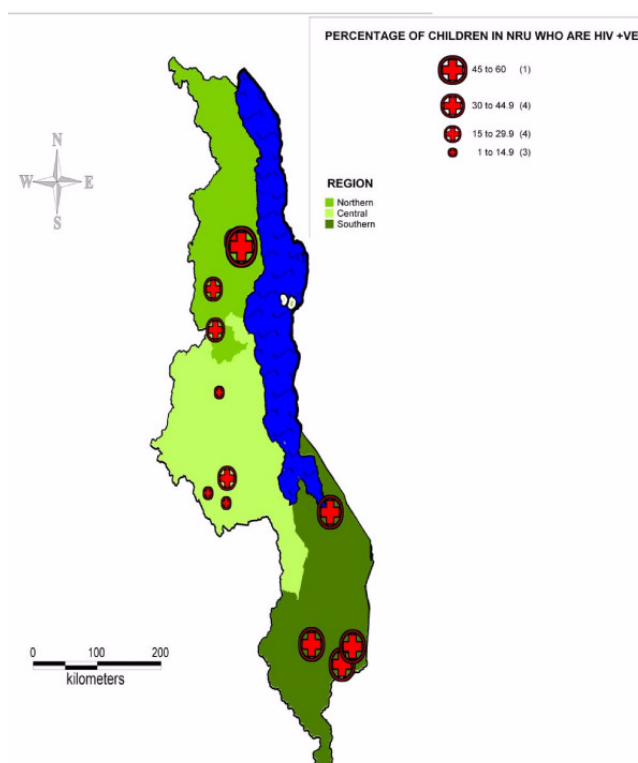 PERCENTAGE OF CHILDREN IN NRU WHO ARE HIV +VE
45 to 60 (1)
30 to 44.9 (4)
15 to 29.9 (4)
1 to 14.9 (3)
N
W E
S
REGION
Northern
Central
Southern
0 100 200
kilometers